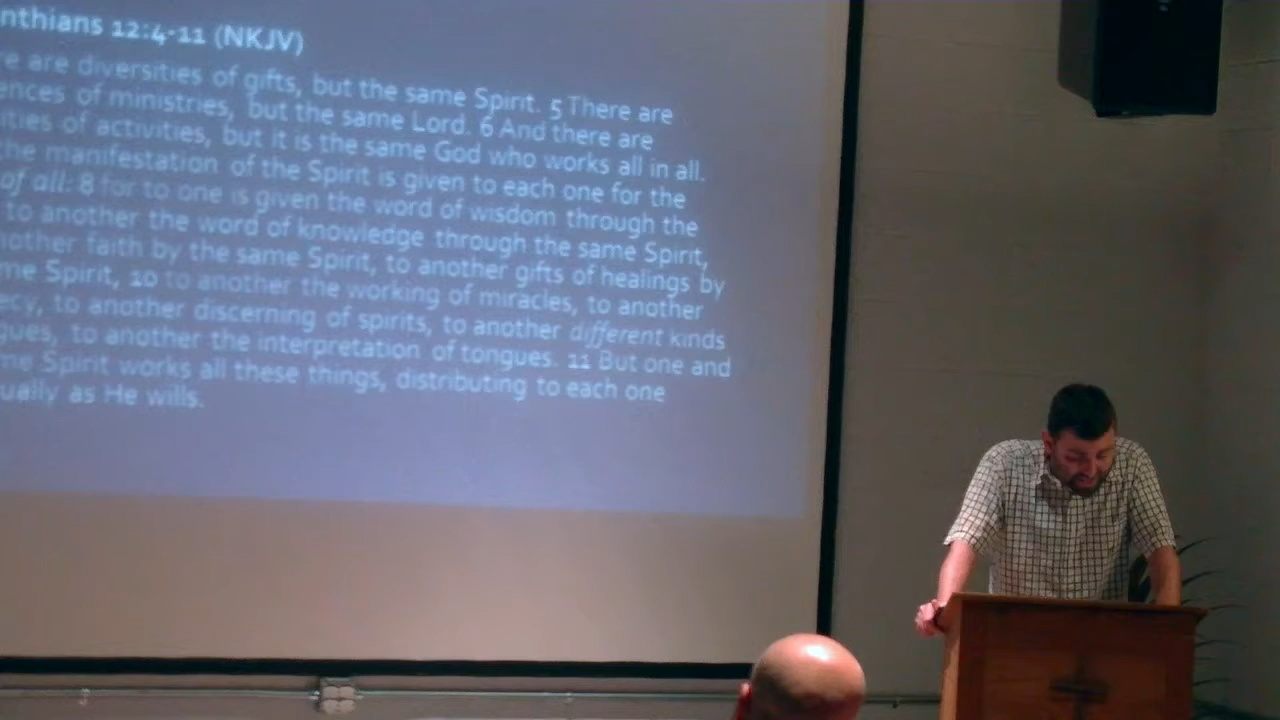 nthians 12:4-11 (NKJV)
re are diversities of gifts, but the same Spirit. 5 There are
ences of ministries, but the same Lord. 6 And there are
ities of activities, but it is the same God who works all in all.
the manifestation of the Spirit is given to each one for the
of all: 8 for to one is given the word of wisdom through the
to another the word of knowledge through the same Spirit,
nother faith by the same Spirit, to another gifts of healings by
me Spirit, 10 to another the working of miracles, to another
ecy, to another discerning of spirits, to another different kinds
gues, to another the interpretation of tongues. 11 But one and
me Spirit works all these things, distributing to each one
ually as He wills.